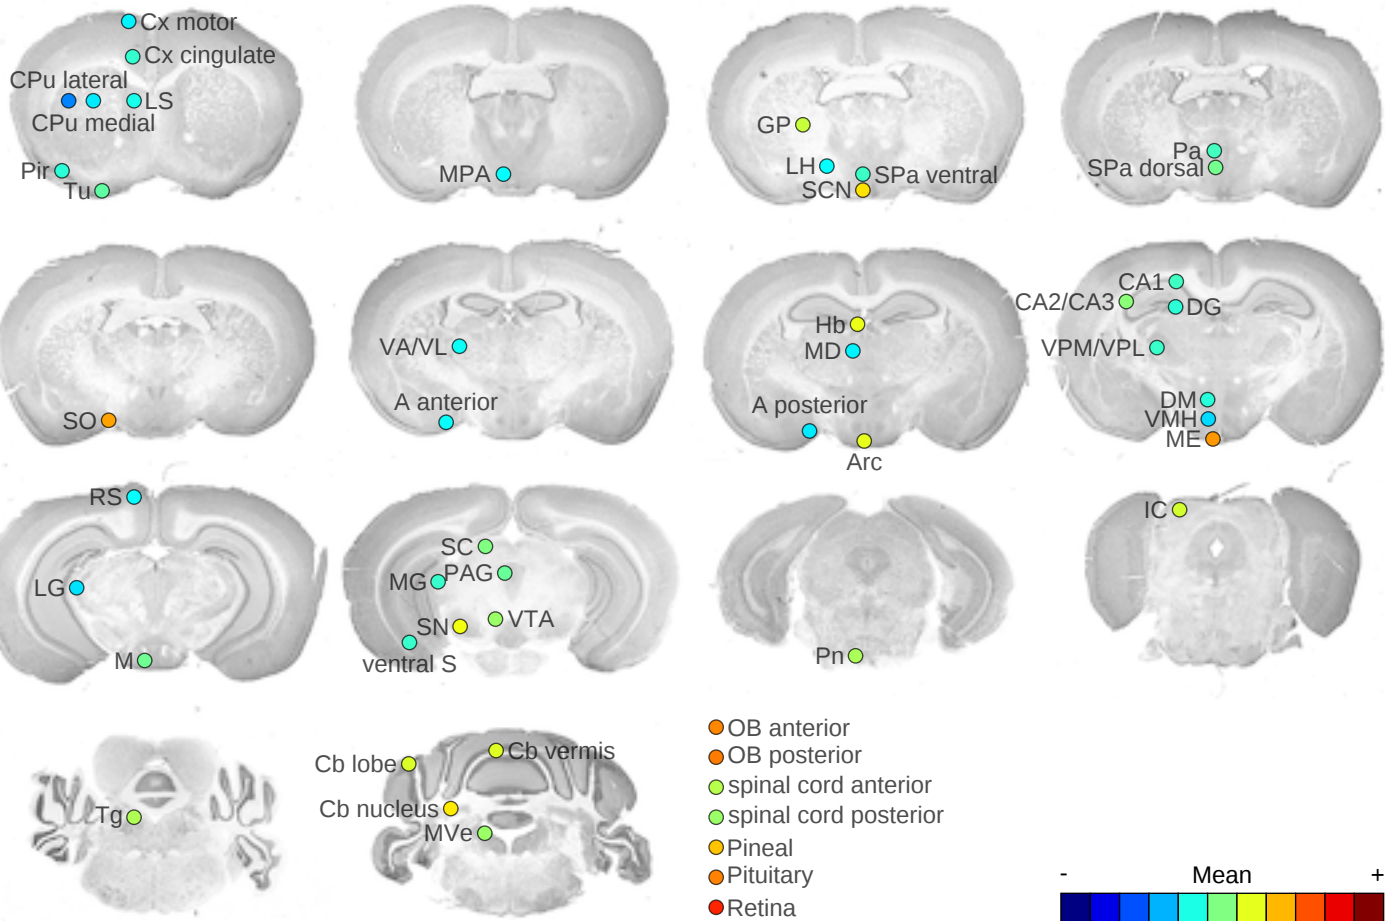 Cx motor
Cx cingulate
CPu lateral
LS
CPu medial
Pir
Tu
MPA
GP
LH
SPa ventral
SCN
Pa
SPa dorsal
SO
VA/VL
A anterior
Hb
MD
A posterior
Arc
CA1
CA2/CA3
DG
VPM/VPL
DM
VMH
ME
RS
LG
M
SC
MG
PAG
SN
VTA
ventral S
Pn
IC
Tg
Cb lobe
Cb vermis
Cb nucleus
MVe
OB anterior
OB posterior
spinal cord anterior
spinal cord posterior
Pineal
Pituitary
Retina
- Mean +